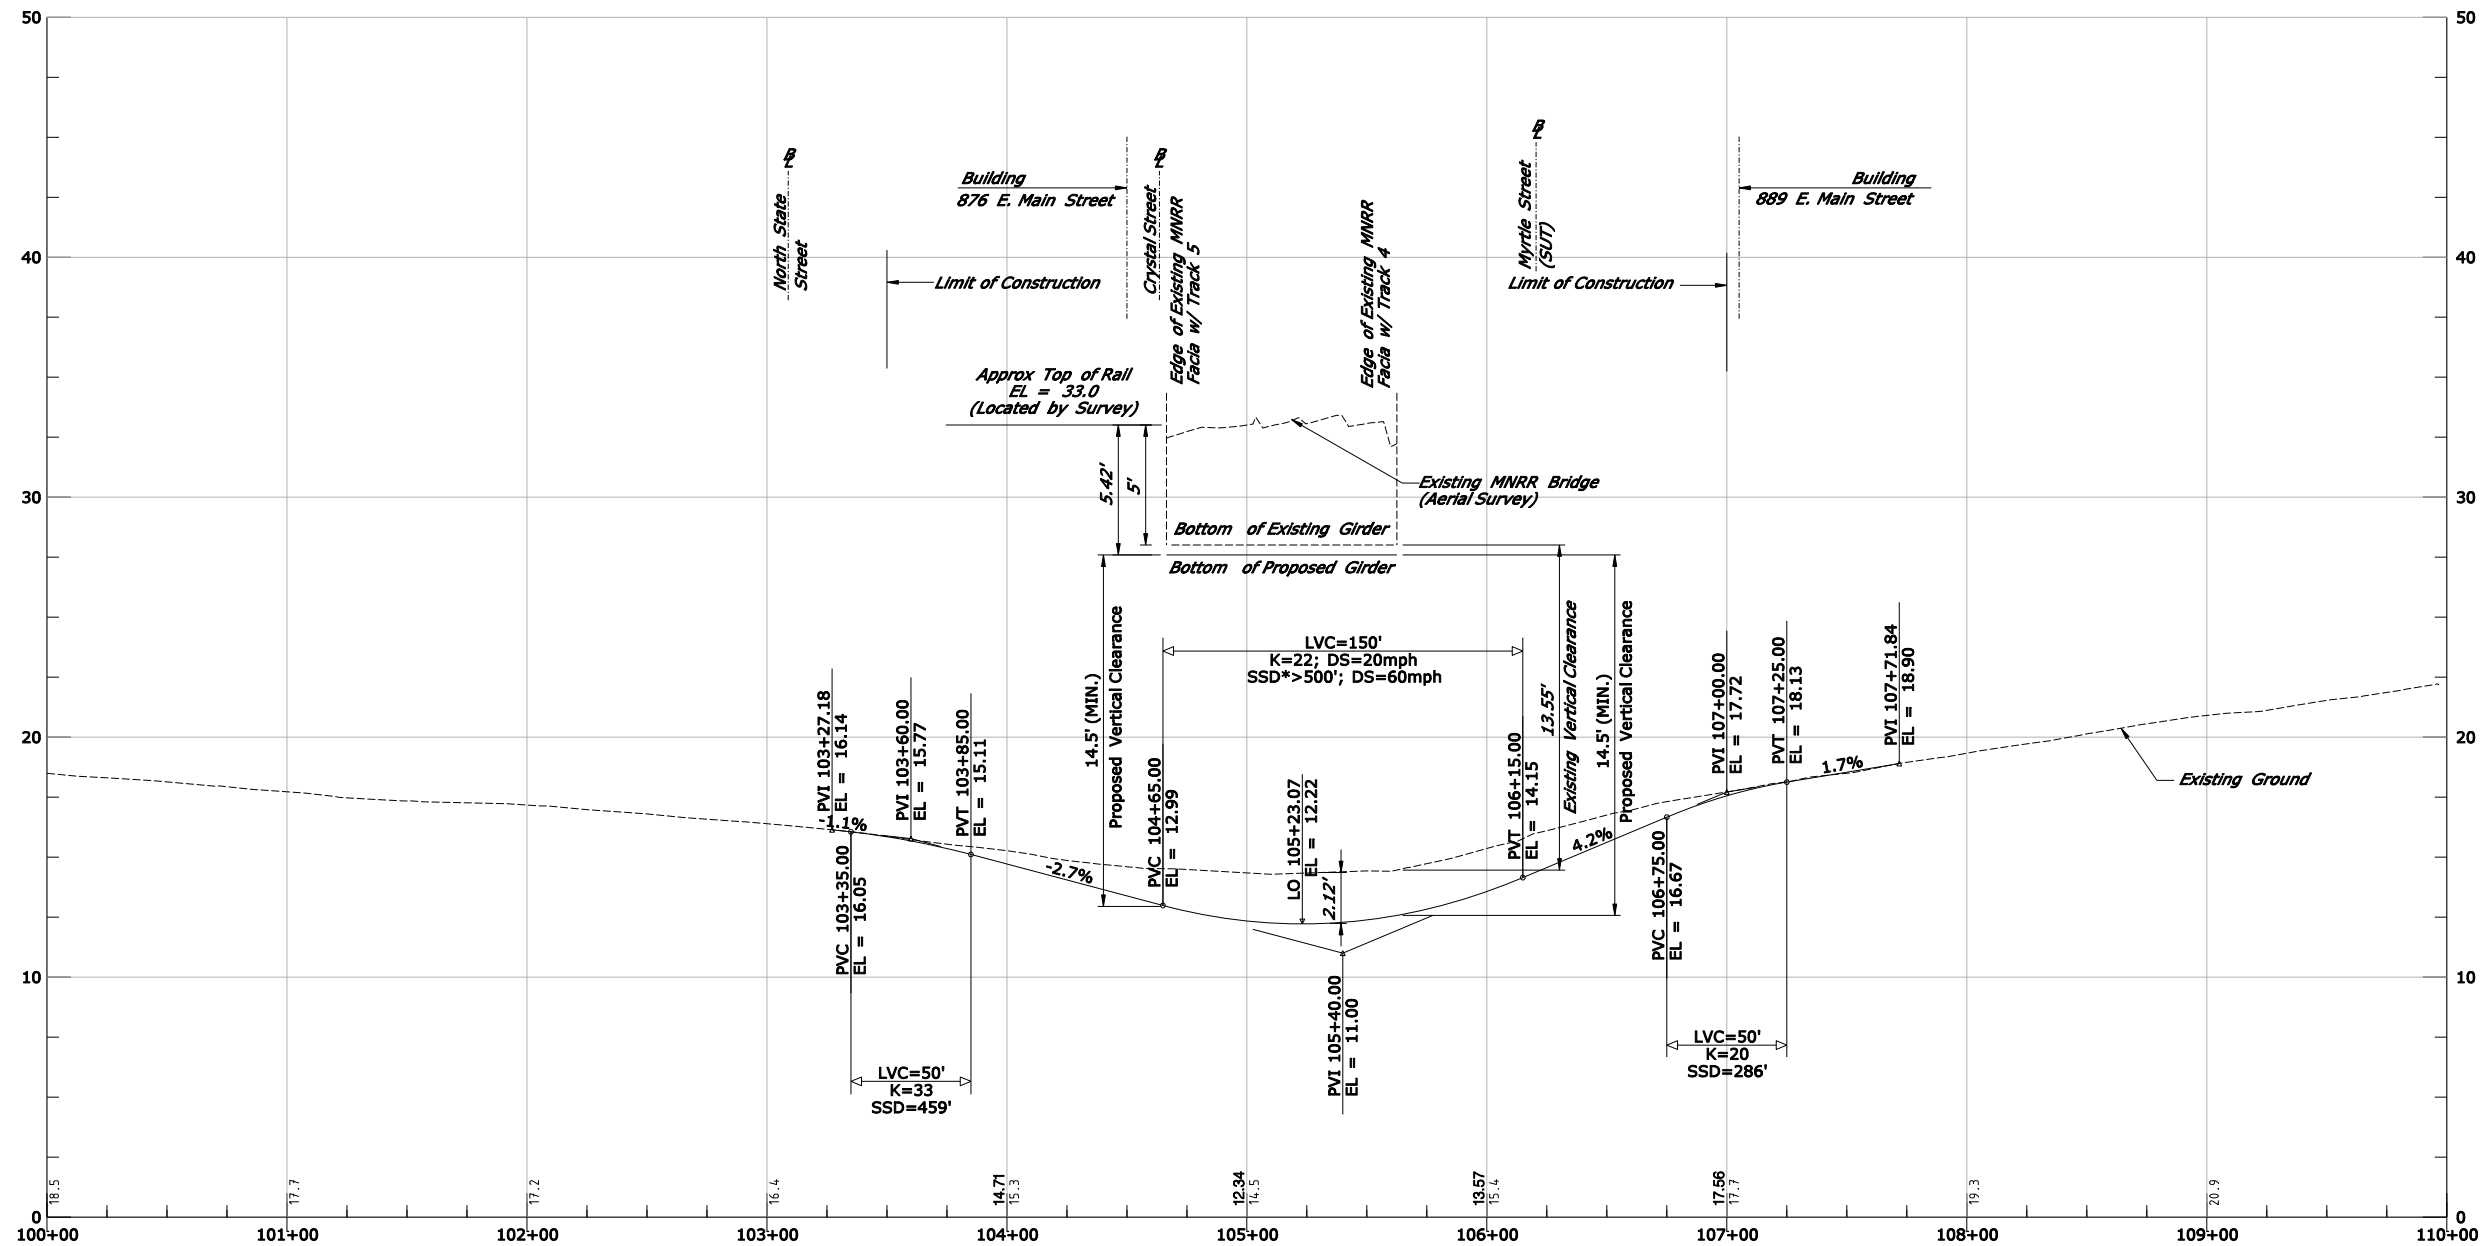 50
50
B
L
North State
Street
Building
876 E. Main Street
B
L
Crystal Street
Edge of Existing MNRR
Facia w/ Track 5
Edge of Existing MNRR
Facia w/ Track 4
B
L
Myrtle Street
(SUT)
Building
889 E. Main Street
40
40
Limit of Construction
Limit of Construction
Approx Top of Rail
EL = 33.0
(Located by Survey)
5.42'
5'
Existing MNRR Bridge
(Aerial Survey)
30
30
Bottom of Existing Girder
Bottom of Proposed Girder
14.5' (MIN.)
Proposed Vertical Clearance
LVC=150'
K=22; DS=20mph
SSD*>500'; DS=60mph
13.55'
Existing Vertical Clearance
14.5' (MIN.)
Proposed Vertical Clearance
20
20
PVI 103+27.18
EL = 16.14
-1.1%
PVI 103+60.00
EL = 15.77
PVT 103+85.00
EL = 15.11
PVC 103+35.00
EL = 16.05
-2.7%
PVC 104+65.00
EL = 12.99
LO 105+23.07
EL = 12.22
2.12'
PVI 105+40.00
EL = 11.00
PVT 106+15.00
EL = 14.15
4.2%
PVC 106+75.00
EL = 16.67
PVI 107+00.00
EL = 17.72
PVT 107+25.00
EL = 18.13
1.7%
PVI 107+71.84
EL = 18.90
Existing Ground
10
10
LVC=50'
K=33
SSD=459'
LVC=50'
K=20
SSD=286'
18.5
17.7
17.2
16.4
14.71
15.3
12.34
14.5
13.57
15.4
17.56
17.7
19.3
20.9
0
0
100+00
101+00
102+00
103+00
104+00
105+00
106+00
107+00
108+00
109+00
110+00